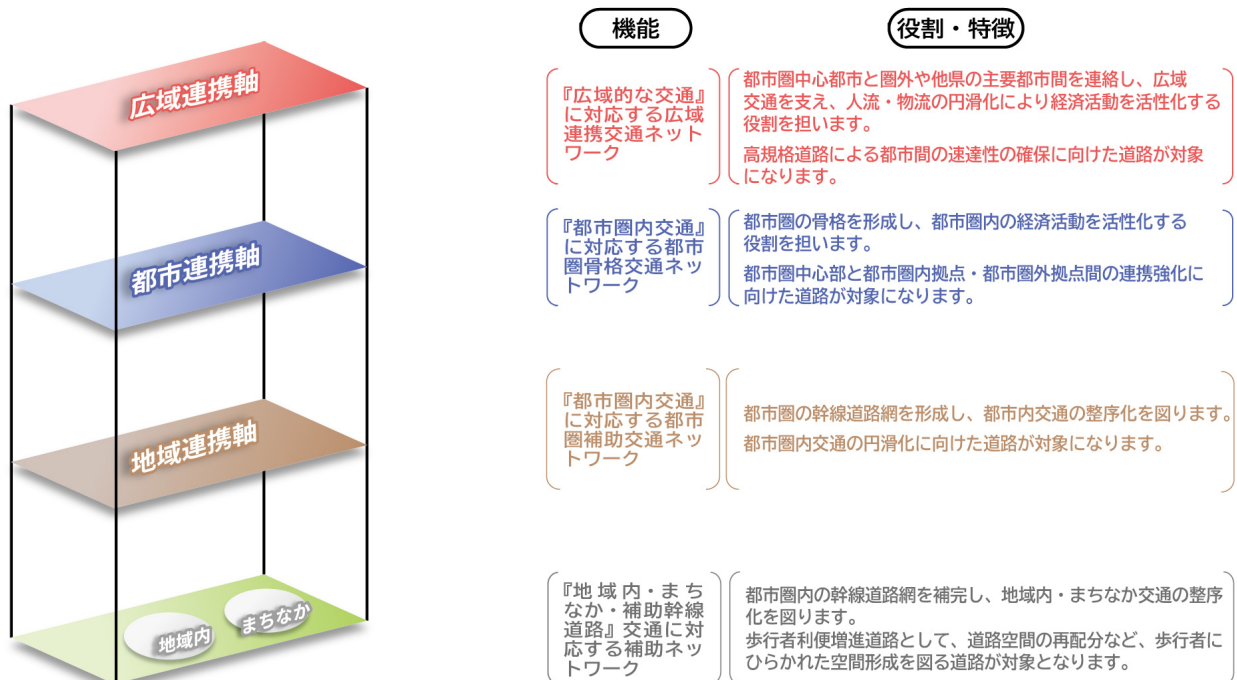 機能
役割・特徴
広域連携軸
『広域的な交通』
に対応する広域
連携交通ネット
ワーク
都市圏中心都市と圏外や他県の主要都市間を連絡し、広域
交通を支え、人流・物流の円滑化により経済活動を活性化する
役割を担います。
高規格道路による都市間の速達性の確保に向けた道路が対象
になります。
都市連携軸
『都市圏内交通』
に対応する都市
圏骨格交通ネッ
トワーク
都市圏の骨格を形成し、都市圏内の経済活動を活性化する
役割を担います。
都市圏中心部と都市圏内拠点・都市圏外拠点間の連携強化に
向けた道路が対象になります。
地域連携軸
『都市圏内交通』
に対応する都市
圏補助交通ネッ
トワーク
都市圏の幹線道路網を形成し、都市内交通の整序化を図ります。
都市圏内交通の円滑化に向けた道路が対象になります。
地域内
まちなか
『地域内・まち
なか・補助幹線
道路』交通に対
応する補助ネッ
トワーク
都市圏内の幹線道路網を補完し、地域内・まちなか交通の整序
化を図ります。
歩行者利便増進道路として、道路空間の再配分など、歩行者に
ひらかれた空間形成を図る道路が対象となります。